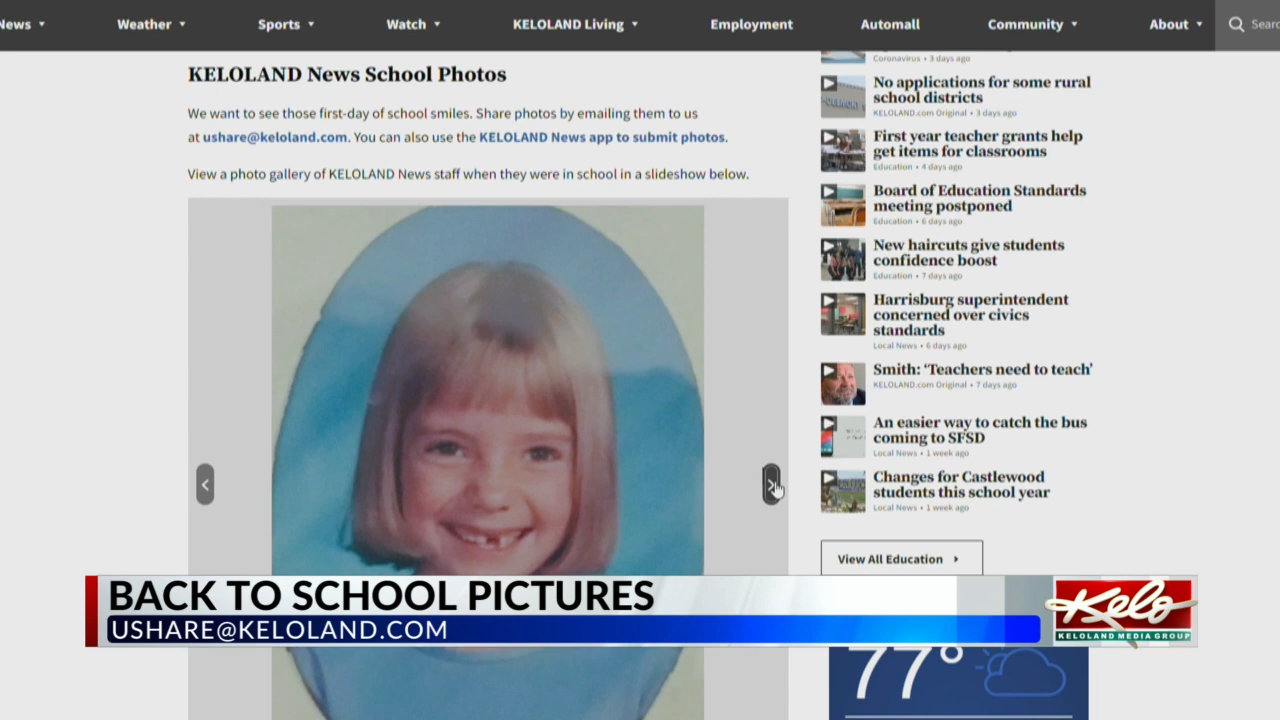 News
Weather
Sports
Watch
KELOLAND Living
Employment
Automall
Community
About
Sear
KELOLAND News School Photos
We want to see those first-day of school smiles. Share photos by emailing them to us
at ushare@keloland.com. You can also use the KELOLAND News app to submit photos.
View a photo gallery of KELOLAND News staff when they were in school in a slideshow below.
Coronavirus • 3 days ago
No applications for some rural
school districts
KELOLAND.com Original • 3 days ago
First year teacher grants help
get items for classrooms
Education • 4 days ago
Board of Education Standards
meeting postponed
Education • 6 days ago
New haircuts give students
confidence boost
Education • 7 days ago
Harrisburg superintendent
concerned over civics
standards
Local News • 6 days ago
Smith: ‘Teachers need to teach’
KELOLAND.com Original • 7 days ago
An easier way to catch the bus
coming to SFSD
Local News • 1 week ago
Changes for Castlewood
students this school year
Local News • 1 week ago
View All Education
BACK TO SCHOOL PICTURES
USHARE@KELOLAND.COM
Kelo
KELOLAND MEDIA GROUP
77°